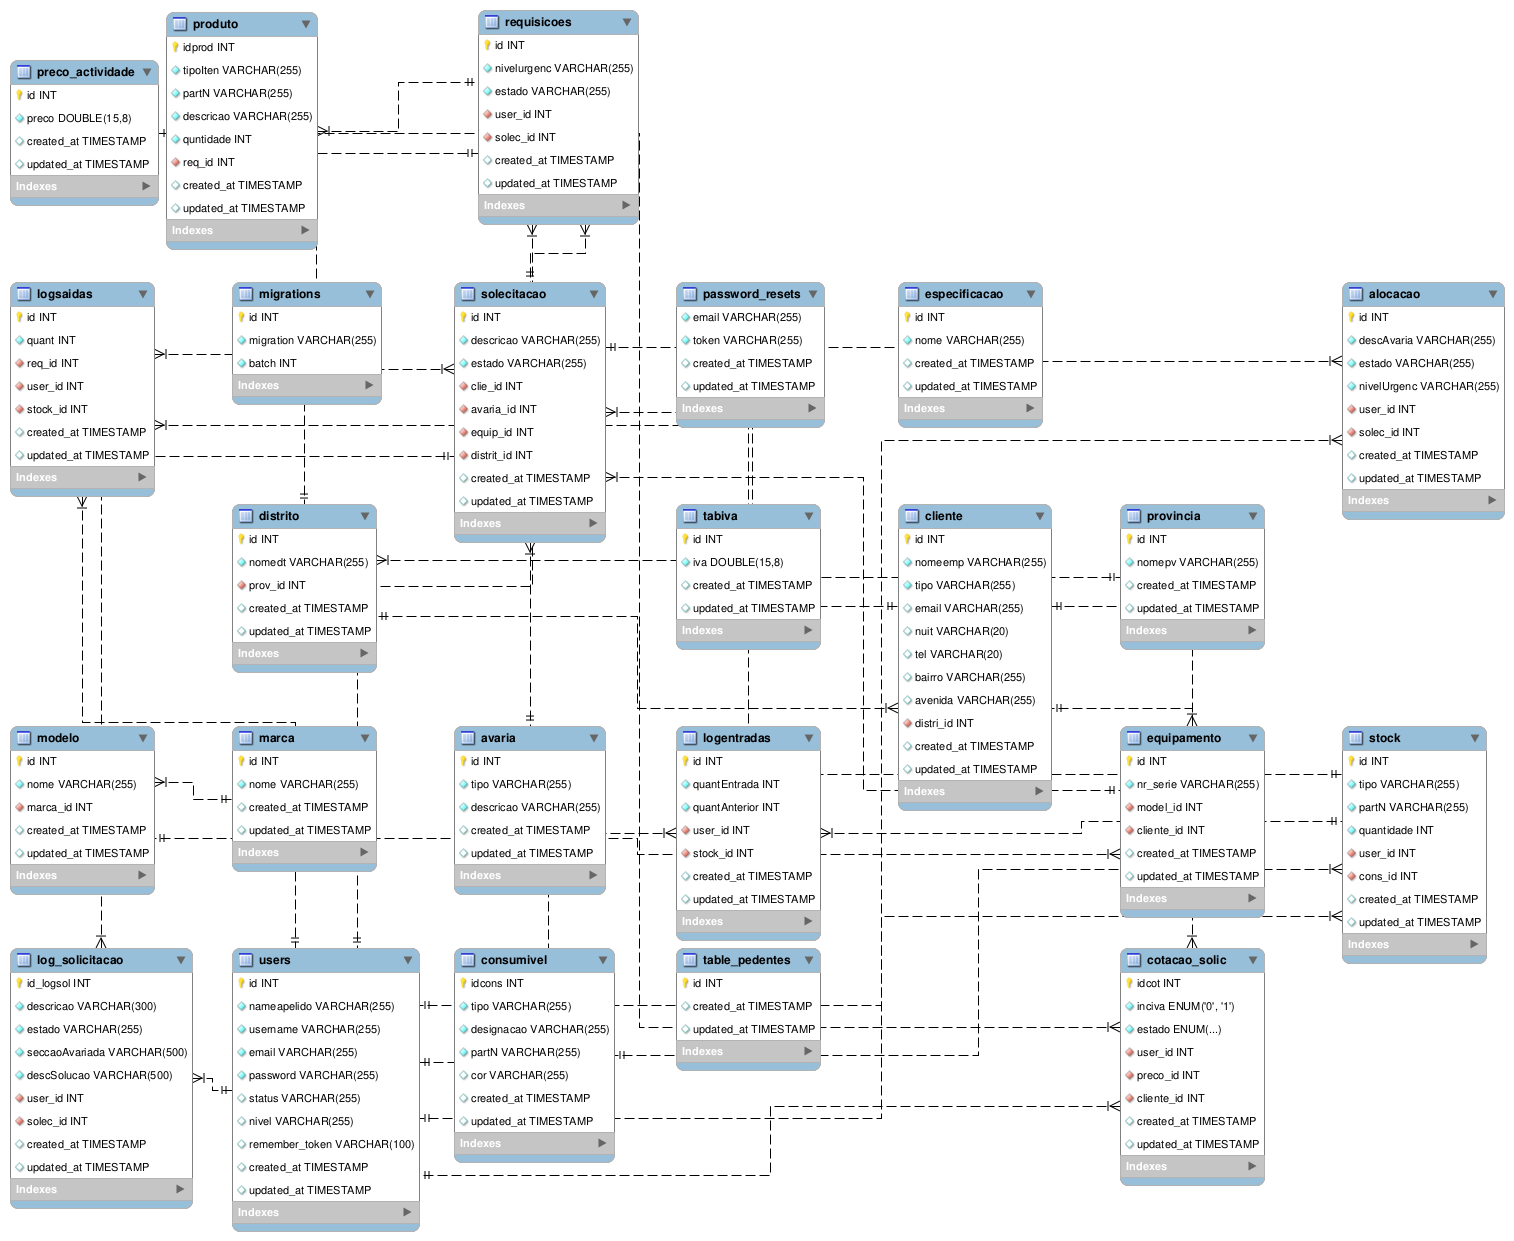 preco_actividade
id INT
preco DOUBLE(15,8)
created_at TIMESTAMP
updated_at TIMESTAMP
Indexes
produto
idprod INT
tipoIten VARCHAR(255)
partN VARCHAR(255)
descricao VARCHAR(255)
quntidade INT
req_id INT
created_at TIMESTAMP
updated_at TIMESTAMP
Indexes
requisicoes
id INT
nivelurgenc VARCHAR(255)
estado VARCHAR(255)
user_id INT
solec_id INT
created_at TIMESTAMP
updated_at TIMESTAMP
Indexes
logsaidas
id INT
quant INT
req_id INT
user_id INT
stock_id INT
created_at TIMESTAMP
updated_at TIMESTAMP
Indexes
migrations
id INT
migration VARCHAR(255)
batch INT
Indexes
solecitacao
id INT
descricao VARCHAR(255)
estado VARCHAR(255)
clie_id INT
avaria_id INT
equip_id INT
distrit_id INT
created_at TIMESTAMP
updated_at TIMESTAMP
Indexes
password_resets
email VARCHAR(255)
token VARCHAR(255)
created_at TIMESTAMP
updated_at TIMESTAMP
Indexes
especificacao
id INT
nome VARCHAR(255)
created_at TIMESTAMP
updated_at TIMESTAMP
Indexes
alocacao
id INT
descAvaria VARCHAR(255)
estado VARCHAR(255)
nivelUrgenc VARCHAR(255)
user_id INT
solec_id INT
created_at TIMESTAMP
updated_at TIMESTAMP
Indexes
distrito
id INT
nomedt VARCHAR(255)
prov_id INT
created_at TIMESTAMP
updated_at TIMESTAMP
Indexes
tabiva
id INT
iva DOUBLE(15,8)
created_at TIMESTAMP
updated_at TIMESTAMP
Indexes
cliente
id INT
nomeemp VARCHAR(255)
tipo VARCHAR(255)
email VARCHAR(255)
nuit VARCHAR(20)
tel VARCHAR(20)
bairro VARCHAR(255)
avenida VARCHAR(255)
distri_id INT
created_at TIMESTAMP
updated_at TIMESTAMP
Indexes
provincia
id INT
nomepv VARCHAR(255)
created_at TIMESTAMP
updated_at TIMESTAMP
Indexes
modelo
id INT
nome VARCHAR(255)
marca_id INT
created_at TIMESTAMP
updated_at TIMESTAMP
Indexes
marca
id INT
nome VARCHAR(255)
created_at TIMESTAMP
updated_at TIMESTAMP
Indexes
avaria
id INT
tipo VARCHAR(255)
descricao VARCHAR(255)
created_at TIMESTAMP
updated_at TIMESTAMP
Indexes
logentradas
id INT
quantEntrada INT
quantAnterior INT
user_id INT
stock_id INT
created_at TIMESTAMP
updated_at TIMESTAMP
Indexes
equipamento
id INT
nr_serie VARCHAR(255)
model_id INT
cliente_id INT
created_at TIMESTAMP
updated_at TIMESTAMP
Indexes
stock
id INT
tipo VARCHAR(255)
partN VARCHAR(255)
quantidade INT
user_id INT
cons_id INT
created_at TIMESTAMP
updated_at TIMESTAMP
Indexes
log_solicitacao
id_logsol INT
descricao VARCHAR(300)
estado VARCHAR(255)
seccaoAvariada VARCHAR(500)
descSolucao VARCHAR(500)
user_id INT
solec_id INT
created_at TIMESTAMP
updated_at TIMESTAMP
Indexes
users
id INT
nameapelido VARCHAR(255)
username VARCHAR(255)
email VARCHAR(255)
password VARCHAR(255)
status VARCHAR(255)
nivel VARCHAR(255)
remember_token VARCHAR(100)
created_at TIMESTAMP
updated_at TIMESTAMP
Indexes
consumivel
idcons INT
tipo VARCHAR(255)
designacao VARCHAR(255)
partN VARCHAR(255)
cor VARCHAR(255)
created_at TIMESTAMP
updated_at TIMESTAMP
Indexes
table_pedentes
id INT
created_at TIMESTAMP
updated_at TIMESTAMP
Indexes
cotacao_solic
idcot INT
inciva ENUM('0', '1')
estado ENUM(...)
user_id INT
preco_id INT
cliente_id INT
created_at TIMESTAMP
updated_at TIMESTAMP
Indexes